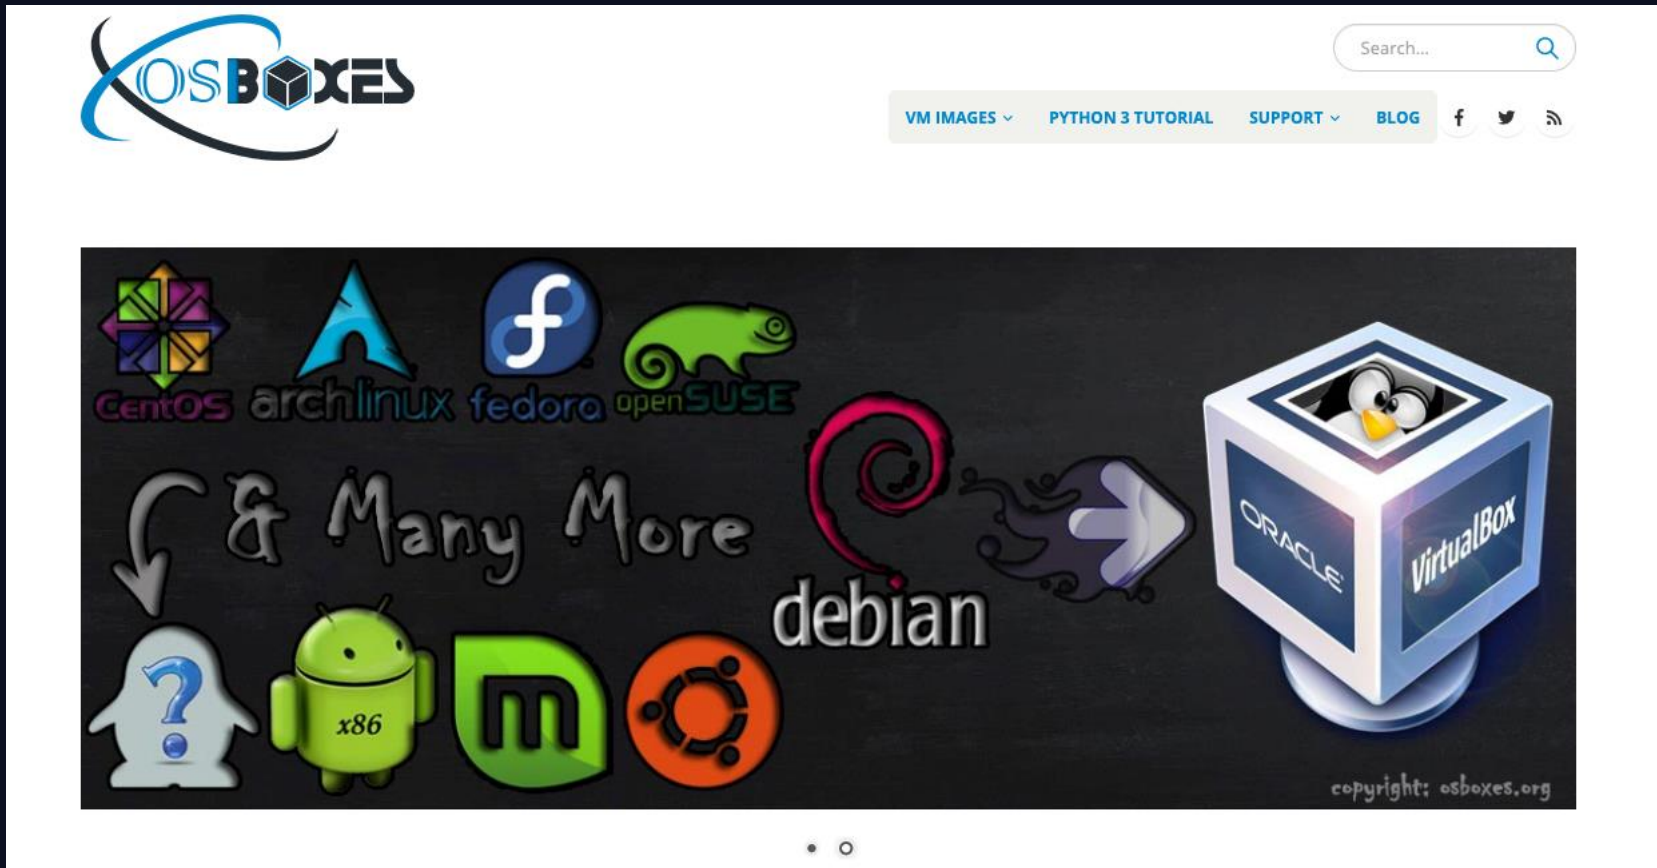 OSBOXES
Search...
VM IMAGES PYTHON 3 TUTORIAL SUPPORT BLOG
CentOS archlinux fedora openSUSE
& Many More
debian
ORACLE
VirtualBox
?
x86
m
copyright: osboxes.org